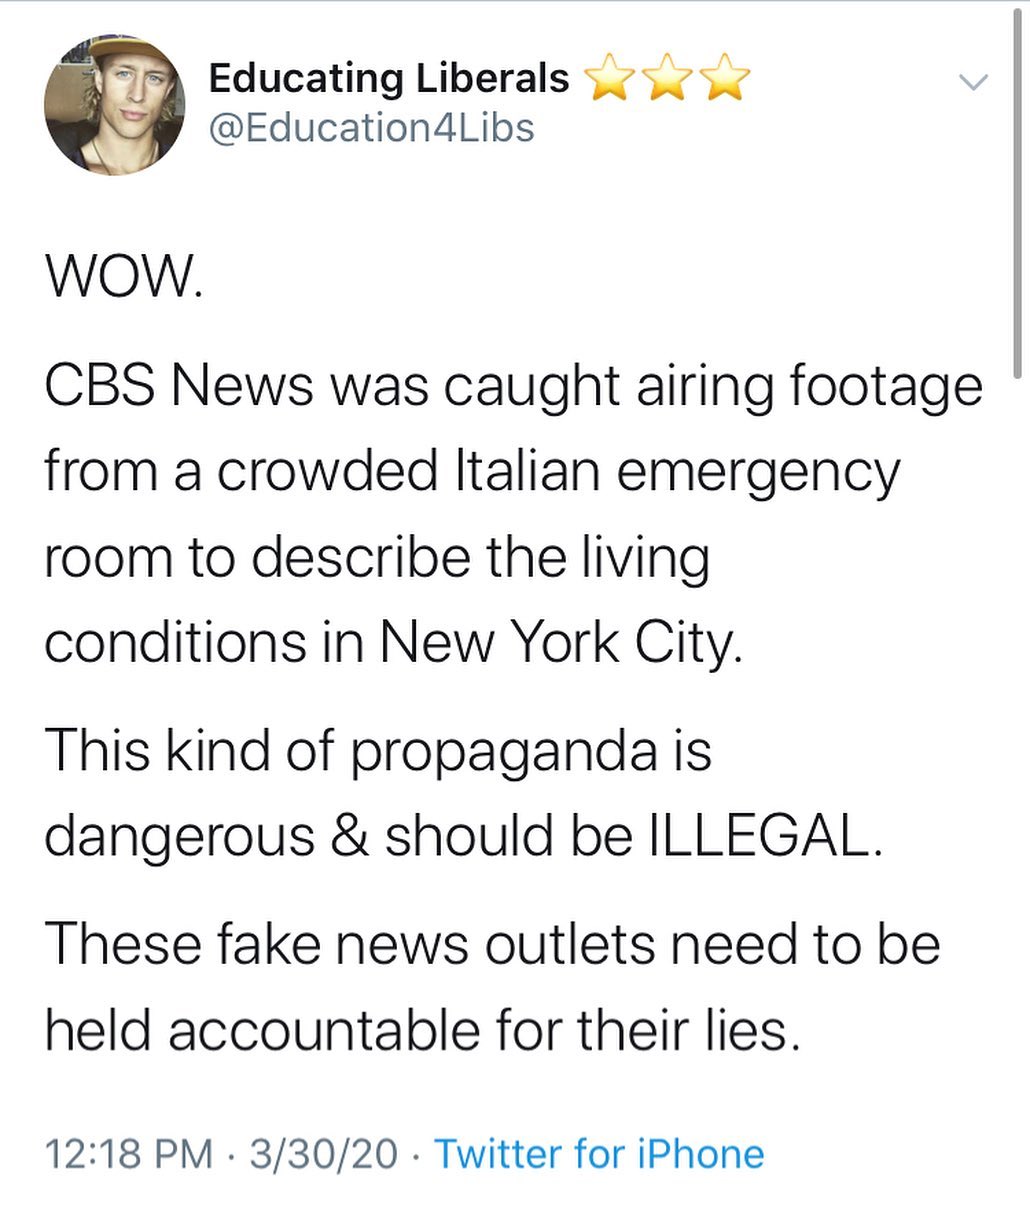 Educating Liberals ⭐⭐⭐
@Education4Libs
WOW.
CBS News was caught airing footage
from a crowded Italian emergency
room to describe the living
conditions in New York City.
This kind of propaganda is
dangerous & should be ILLEGAL.
These fake news outlets need to be
held accountable for their lies.
12:18 PM · 3/30/20 · Twitter for iPhone